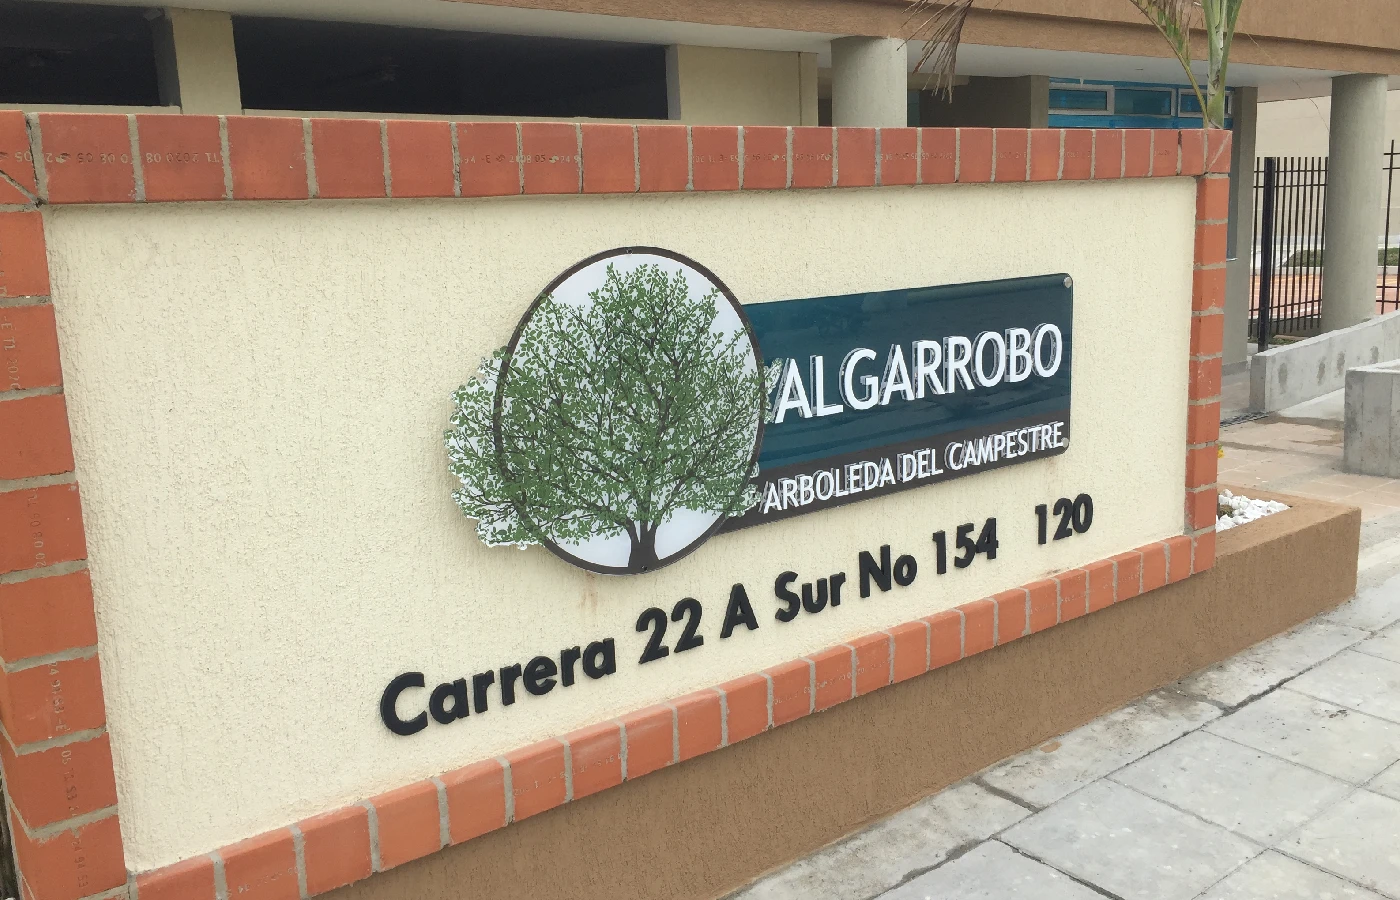 ALGARROBO
ARBOLEDA DEL CAMPESTRE
Carrera 22 A Sur No 154 120